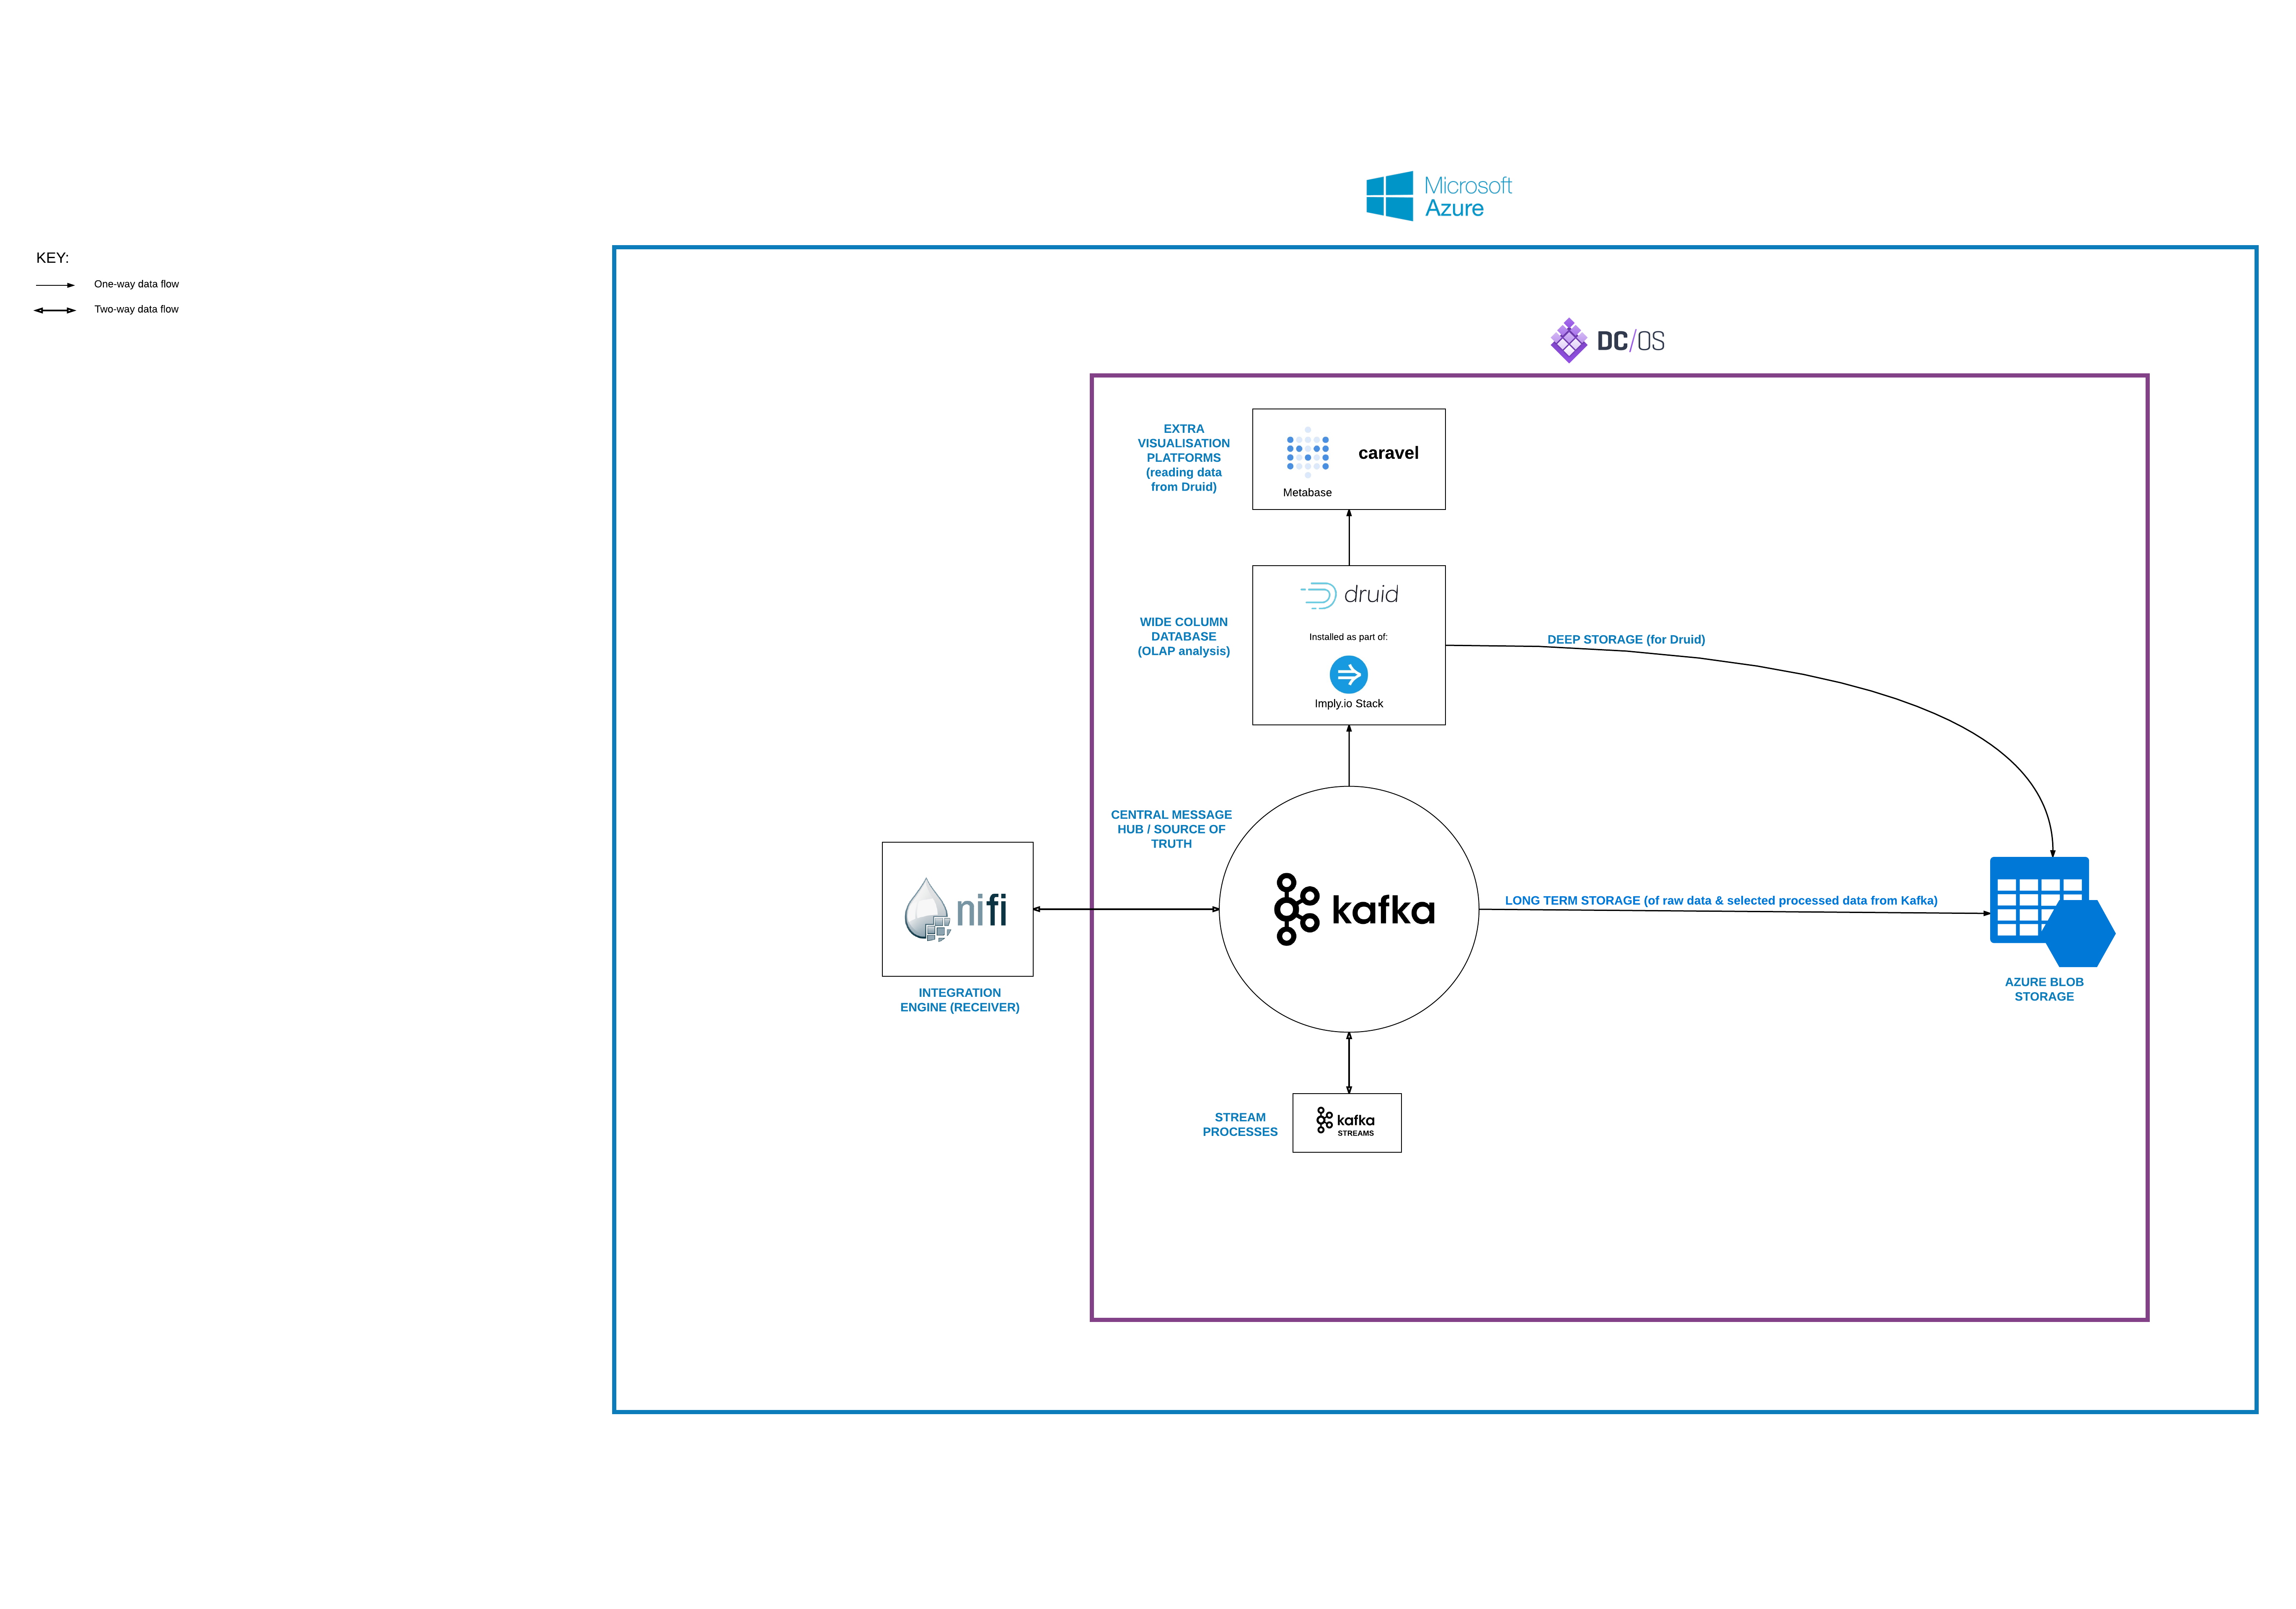 Microsoft
Azure
KEY:
One-way data flow
Two-way data flow
DC/OS
EXTRA
VISUALISATION
PLATFORMS
(reading data
from Druid)
caravel
Metabase
druid
Installed as part of:
Imply.io Stack
WIDE COLUMN
DATABASE
(OLAP analysis)
DEEP STORAGE (for Druid)
CENTRAL MESSAGE
HUB / SOURCE OF
TRUTH
nifi
INTEGRATION
ENGINE (RECEIVER)
kafka
LONG TERM STORAGE (of raw data & selected processed data from Kafka)
AZURE BLOB
STORAGE
STREAM
PROCESSES
kafka
STREAMS